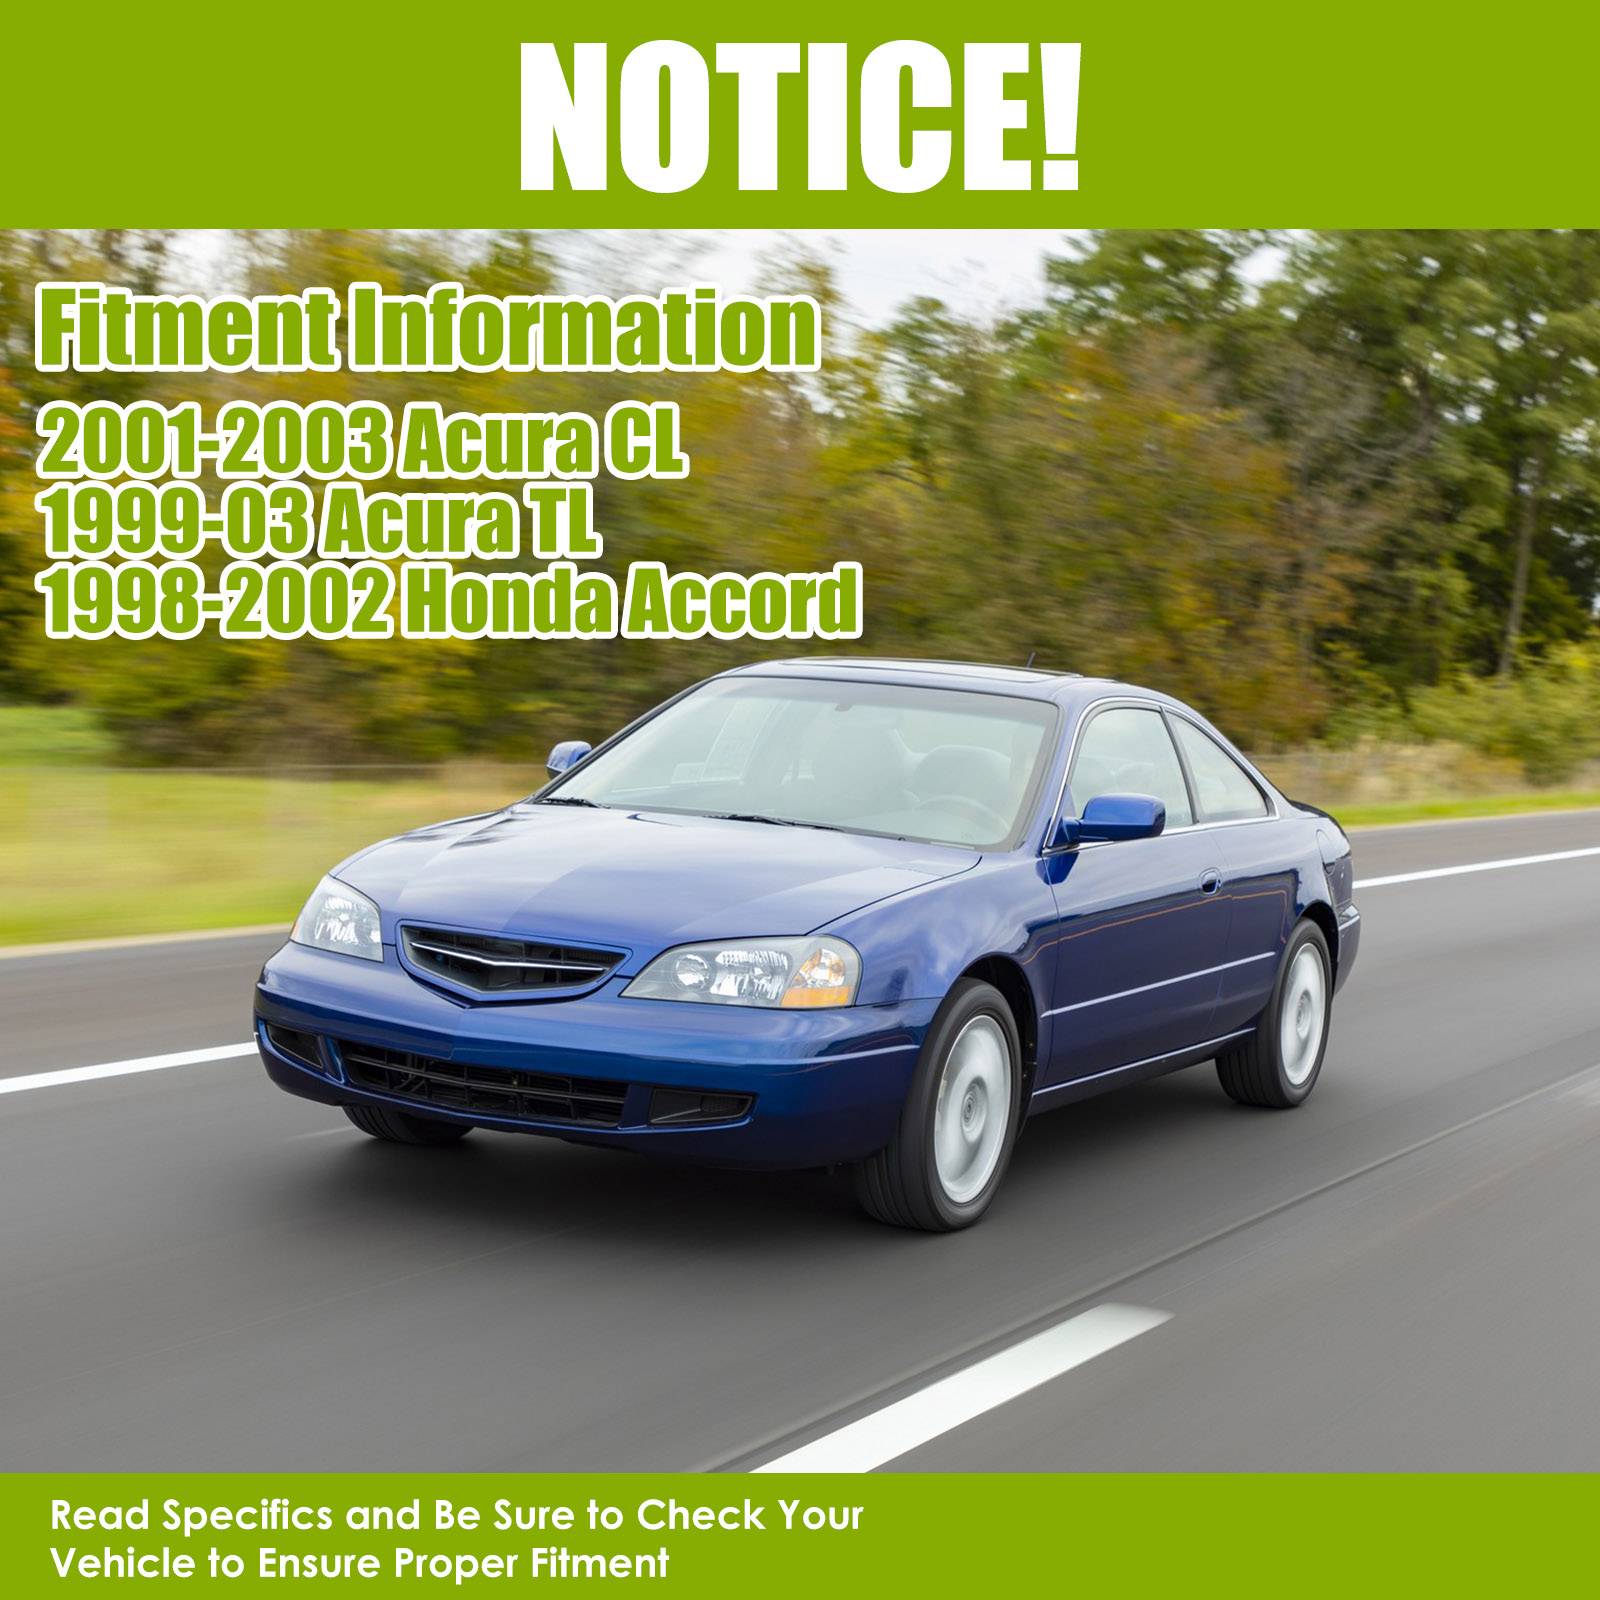 NOTICE!
Fitment Information
2001-2003 Acura CL
1999-03 Acura TL
1998-2002 Honda Accord
Read Specifics and Be Sure to Check Your
Vehicle to Ensure Proper Fitment